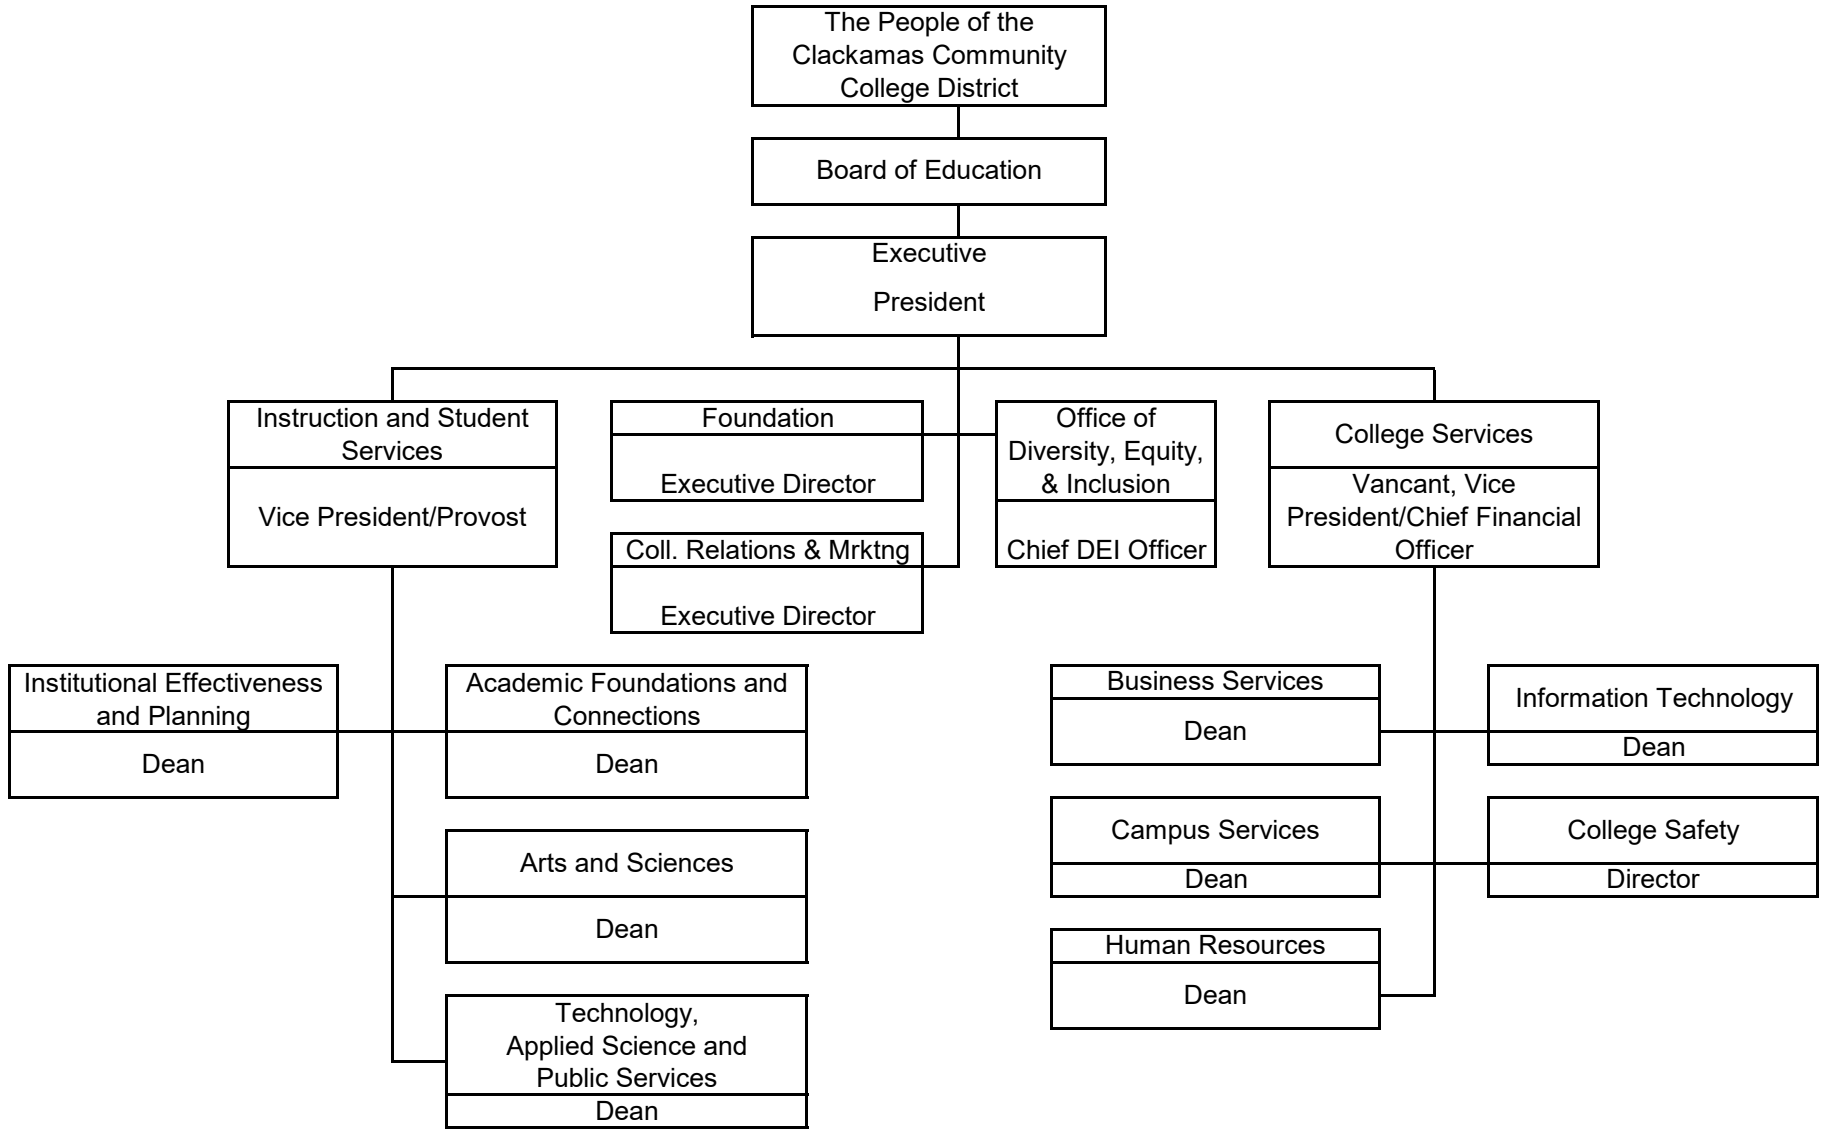 The People of the
Clackamas Community
College District
Board of Education
Executive
President
Instruction and Student
Services
Vice President/Provost
Foundation
Executive Director
Coll. Relations & Mrktng
Executive Director
Office of
Diversity, Equity,
& Inclusion
Chief DEI Officer
College Services
Vancant, Vice
President/Chief Financial
Officer
Institutional Effectiveness
and Planning
Dean
Academic Foundations and
Connections
Dean
Arts and Sciences
Dean
Technology,
Applied Science and
Public Services
Dean
Business Services
Dean
Information Technology
Dean
Campus Services
Dean
College Safety
Director
Human Resources
Dean